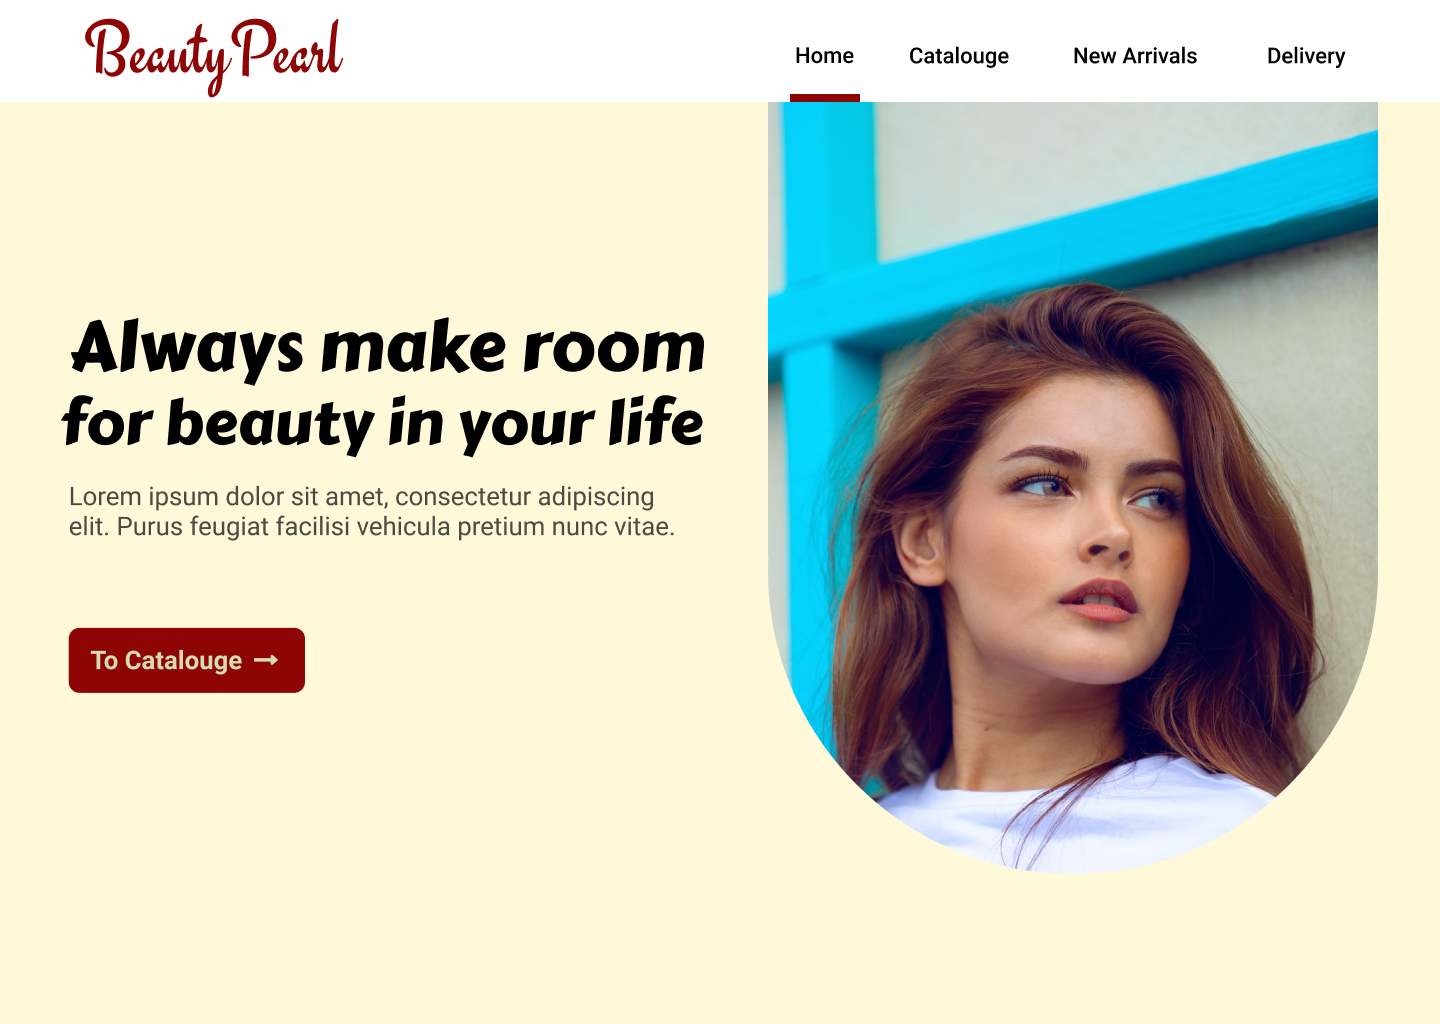 Beauty Pearl
Home
Catalouge
New Arrivals
Delivery
Always make room
for beauty in your life
Lorem ipsum dolor sit amet, consectetur adipiscing
elit. Purus feugiat facilisi vehicula pretium nunc vitae.
To Catalouge